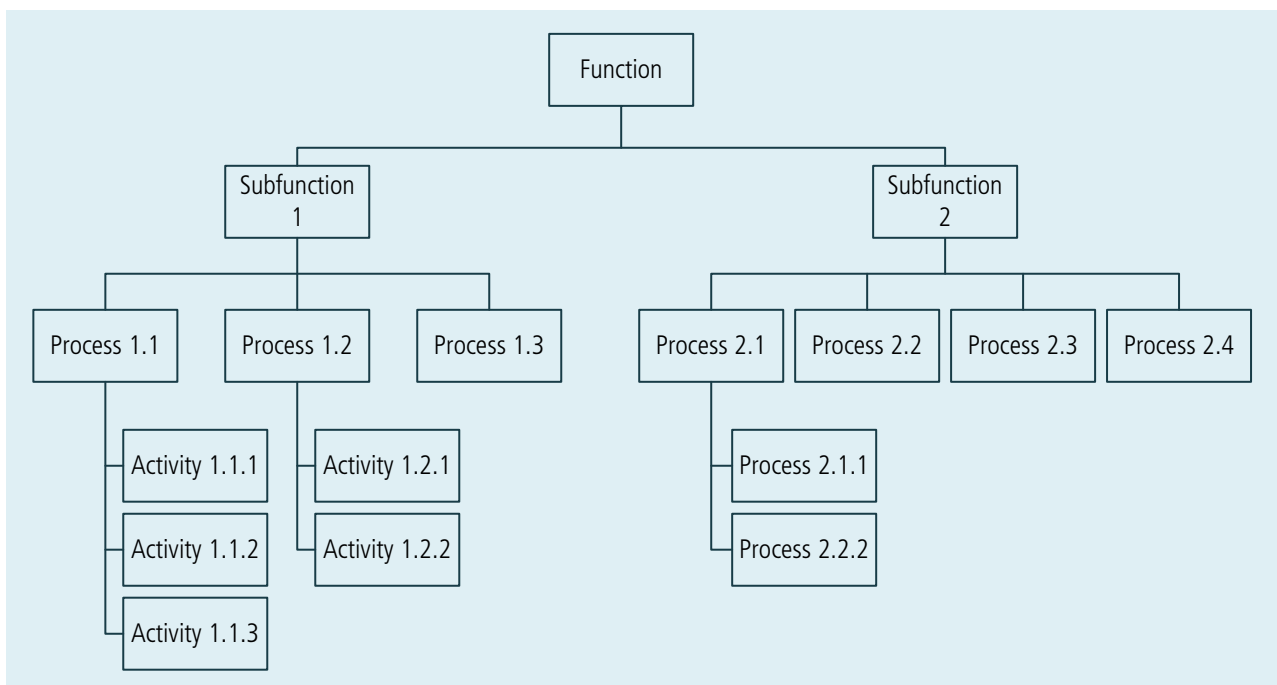 Function
Subfunction
1
Subfunction
2
Process 1.1
Process 1.2
Process 1.3
Process 2.1
Process 2.2
Process 2.3
Process 2.4
Activity 1.1.1
Activity 1.2.1
Process 2.1.1
Activity 1.1.2
Activity 1.2.2
Process 2.2.2
Activity 1.1.3